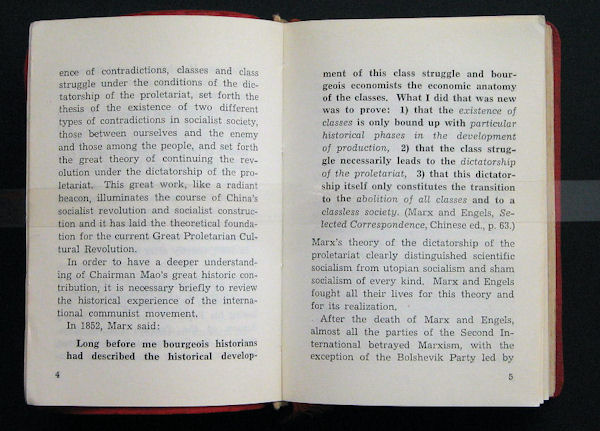 ence of contradictions, classes and class
struggle under the conditions of the dic-
tatorship of the proletariat, set forth the
thesis of the existence of two different
types of contradictions in socialist society,
those between ourselves and the enemy
and those among the people, and set forth
the great theory of continuing the rev-
olution under the dictatorship of the pro-
letariat. This great work, like a radiant
beacon, illuminates the course of China's
socialist revolution and socialist construc-
tion and it has laid the theoretical founda-
tion for the current Great Proletarian Cul-
tural Revolution.
In order to have a deeper understand-
ing of Chairman Mao's great historic con-
tribution, it is necessary briefly to review
the historical experience of the interna-
tional communist movement.
In 1852, Marx said:
Long before me bourgeois historians
had described the historical develop-
4
ment of this class struggle and bour-
geois economists the economic anatomy
of the classes. What I did that was new
was to prove: 1) that the existence of
classes is only bound up with particular
historical phases in the development
of production, 2) that the class strug-
gle necessarily leads to the dictatorship
of the proletariat, 3) that this dictator-
ship itself only constitutes the transition
to the abolition of all classes and to a
classless society. (Marx and Engels, Se-
lected Correspondence, Chinese ed., p. 63.)
Marx's theory of the dictatorship of the
proletariat clearly distinguished scientific
socialism from utopian socialism and sham
socialism of every kind. Marx and Engels
fought all their lives for this theory and
for its realization.
After the death of Marx and Engels,
almost all the parties of the Second In-
ternational betrayed Marxism, with the
exception of the Bolshevik Party led by
5